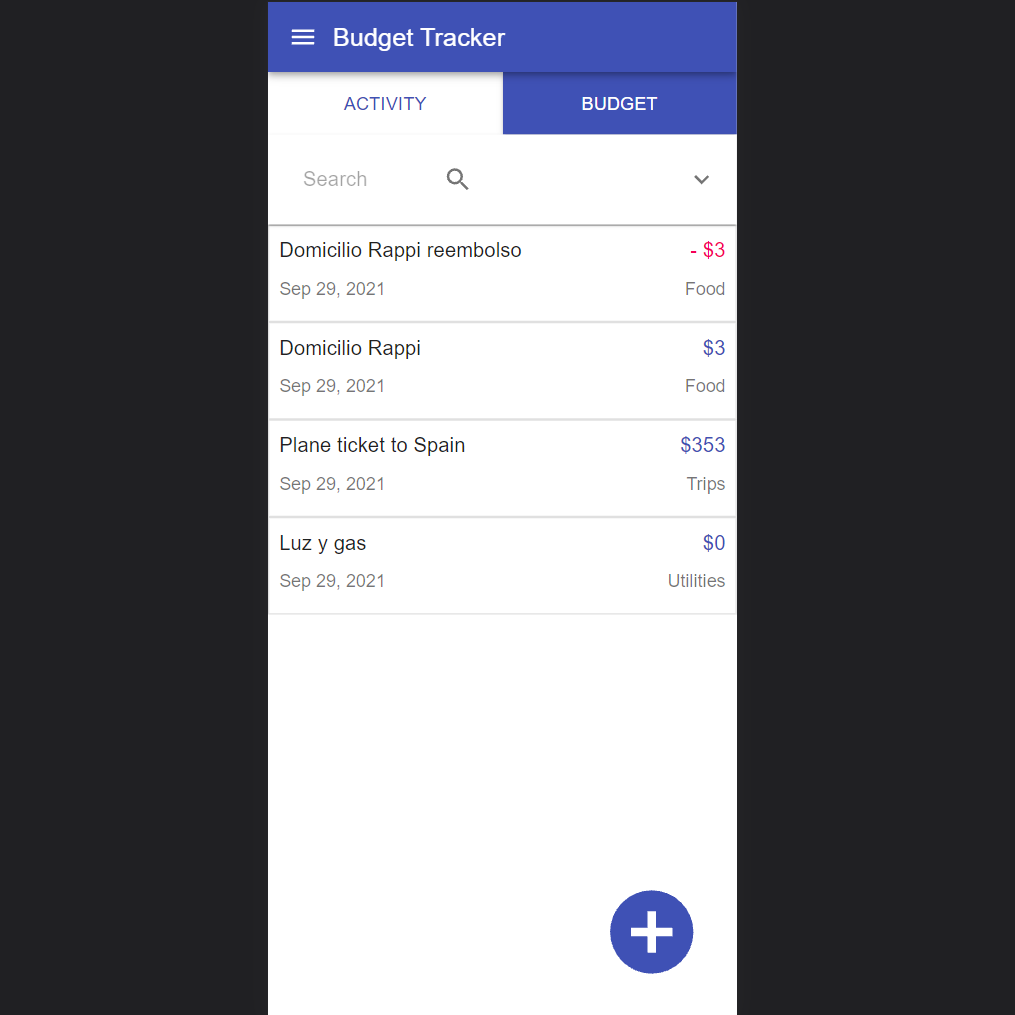 Budget Tracker
ACTIVITY BUDGET
Search
Domicilio Rappi reembolso - $3
Sep 29, 2021 Food
Domicilio Rappi $3
Sep 29, 2021 Food
Plane ticket to Spain $353
Sep 29, 2021 Trips
Luz y gas $0
Sep 29, 2021 Utilities